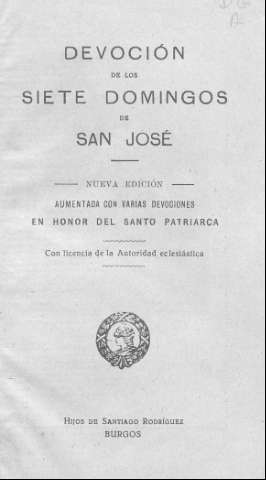 DEVOCIÓN
DE LOS
SIETE DOMINGOS
DE
SAN JOSÉ
NUEVA EDICIÓN
AUMENTADA CON VARIAS DEVOCIONES
EN HONOR DEL SANTO PATRIARCA
Con licencia de la Autoridad eclesiástica
HIJOS DE SANTIAGO RODRÍGUEZ
BURGOS